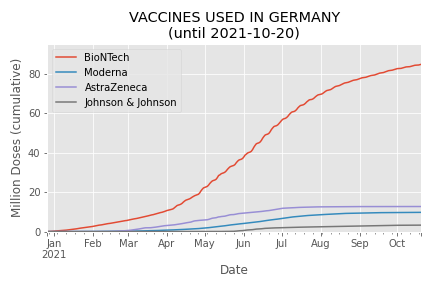 VACCINES USED IN GERMANY
(until 2021-10-20)
BioNTech
Moderna
AstraZeneca
Johnson & Johnson
Million Doses (cumulative)
80
60
40
20
0
Jan Feb Mar Apr May Jun Jul Aug Sep Oct
2021
Date